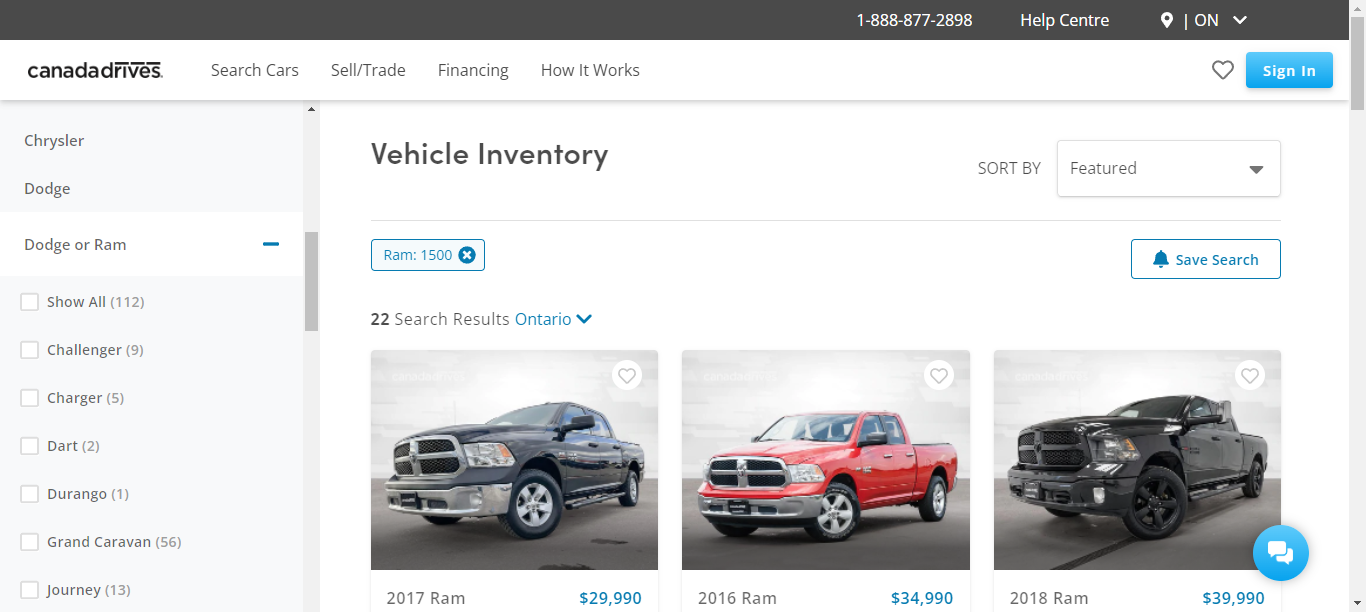 1-888-877-2898 Help Centre | ON
canadadrives. Search Cars Sell/Trade Financing How It Works Sign In
Chrysler
Dodge
Dodge or Ram
Show All (112)
Challenger (9)
Charger (5)
Dart (2)
Durango (1)
Grand Caravan (56)
Journey (13)
Vehicle Inventory
SORT BY Featured
Ram: 1500
Save Search
22 Search Results Ontario
2017 Ram $29,990
2016 Ram $34,990
2018 Ram $39,990